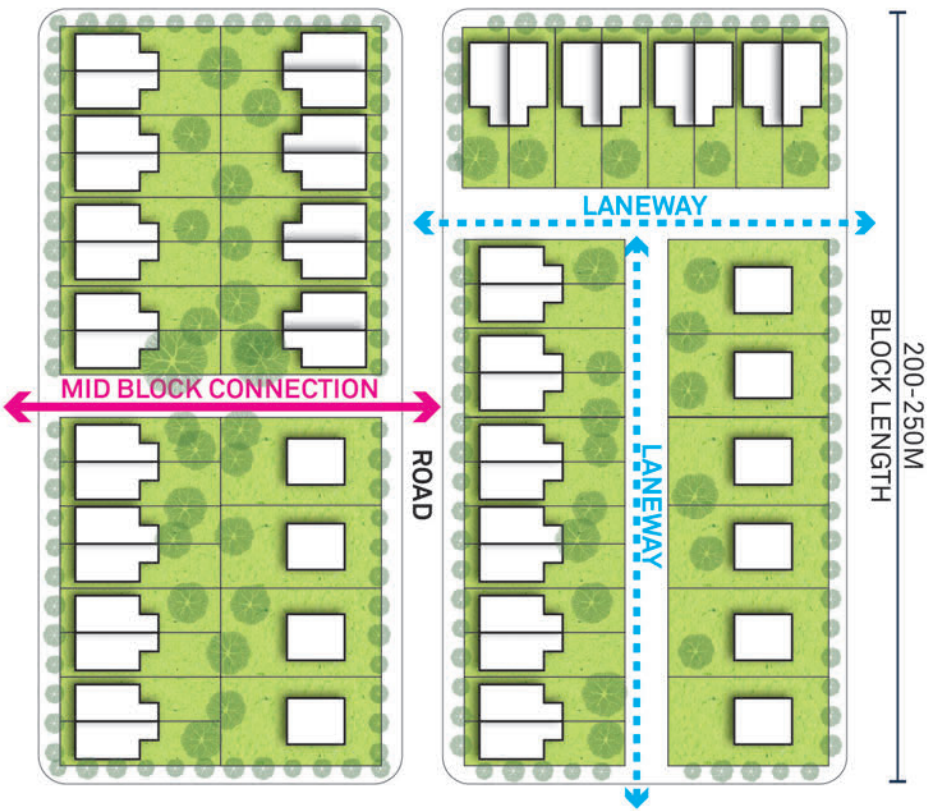 LANEWAY
MID BLOCK CONNECTION
ROAD
LANEWAY
200-250M
BLOCK LENGTH